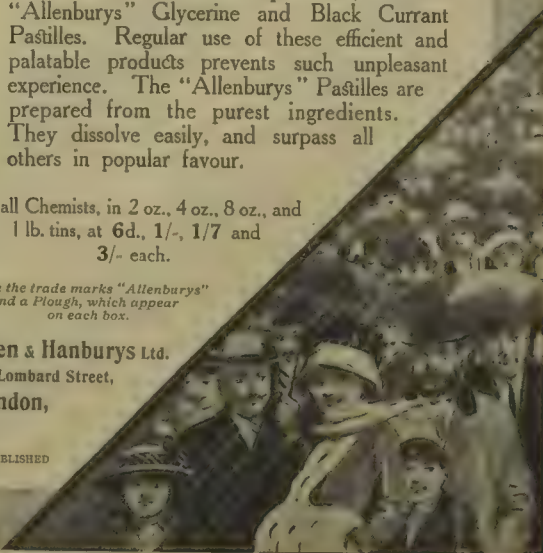 "Allenburys" Glycerine and Black Currant
Pastilles. Regular use of these efficient and
palatable products prevents such unpleasant
experience. The "Allenburys" Pastilles are
prepared from the purest ingredients.
They dissolve easily, and surpass all
others in popular favour.
all Chemists, in 2 oz., 4 oz., 8 oz., and
1 lb. tins, at 6d., 1/-, 1/7 and
3/- each.
the trade marks "Allenburys"
nd a Plough, which appear
on each box.
en & Hanburys Ltd.
Lombard Street,
ndon,
BLISHED